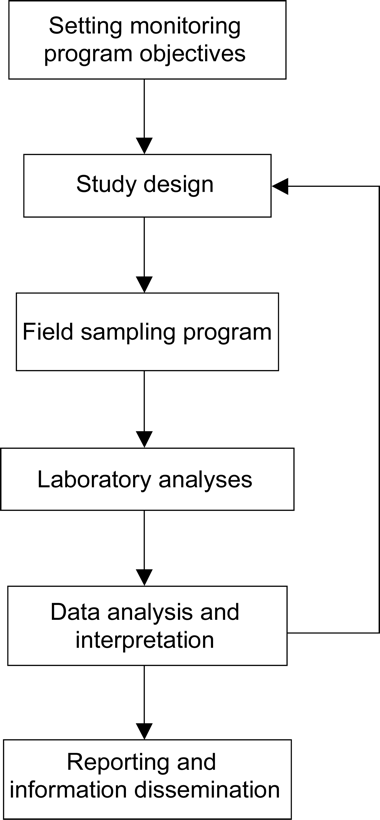 Setting monitoring
program objectives
Study design
Field sampling program
Laboratory analyses
Data analysis and
interpretation
Reporting and
information dissemination